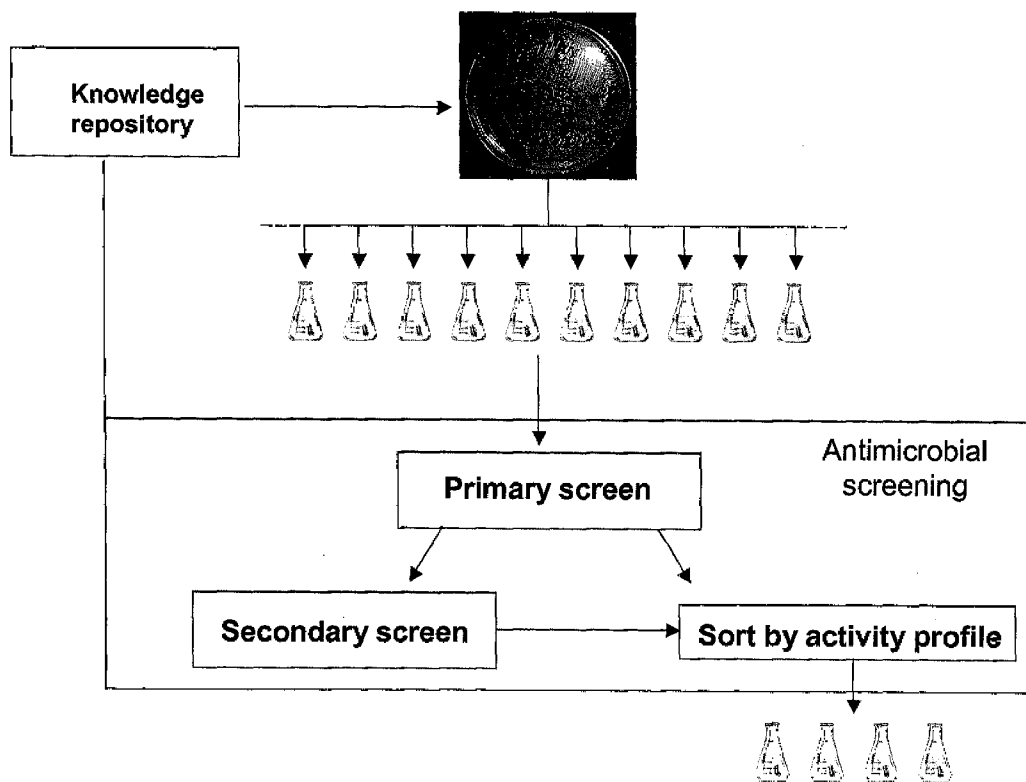 Knowledge
repository
Antimicrobial
screening
Primary screen
Secondary screen
Sort by activity profile